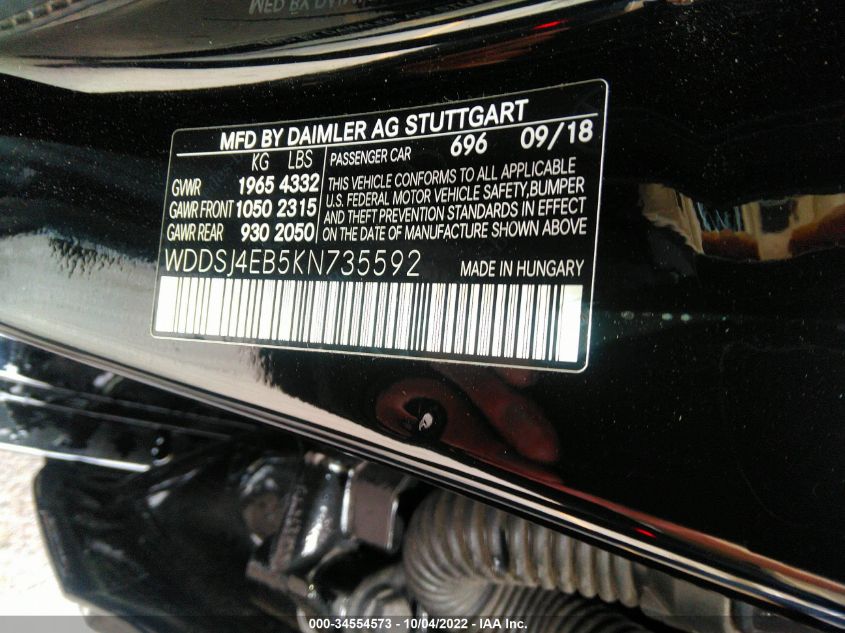 MFD BY DAIMLER AG STUTTGART
KG LBS PASSENGER CAR 696 09/18
GVWR 1965 4332
GAWR FRONT 1050 2315
GAWR REAR 930 2050
THIS VEHICLE CONFORMS TO ALL APPLICABLE
U.S. FEDERAL MOTOR VEHICLE SAFETY, BUMPER
AND THEFT PREVENTION STANDARDS IN EFFECT
ON THE DATE OF MANUFACTURE SHOWN ABOVE
WDDSJ4EB5KN735592 MADE IN HUNGARY
000-34554573 - 10/04/2022 - IAA Inc.